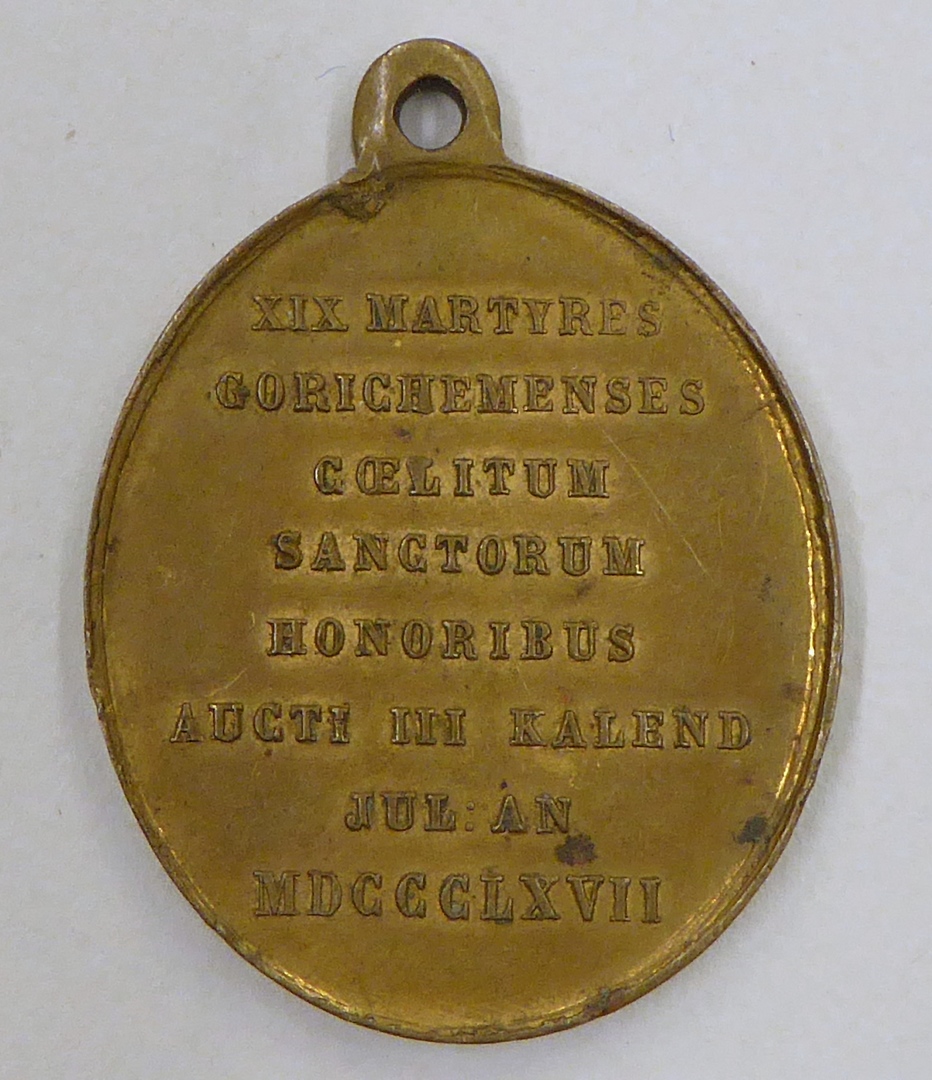 XIX MARTYRES
GORICHEMENSES
CŒLITUM
SANCTORUM
HONORIBUS
AUCTI III KALEND
JUL: AN
MDCCCLXVII